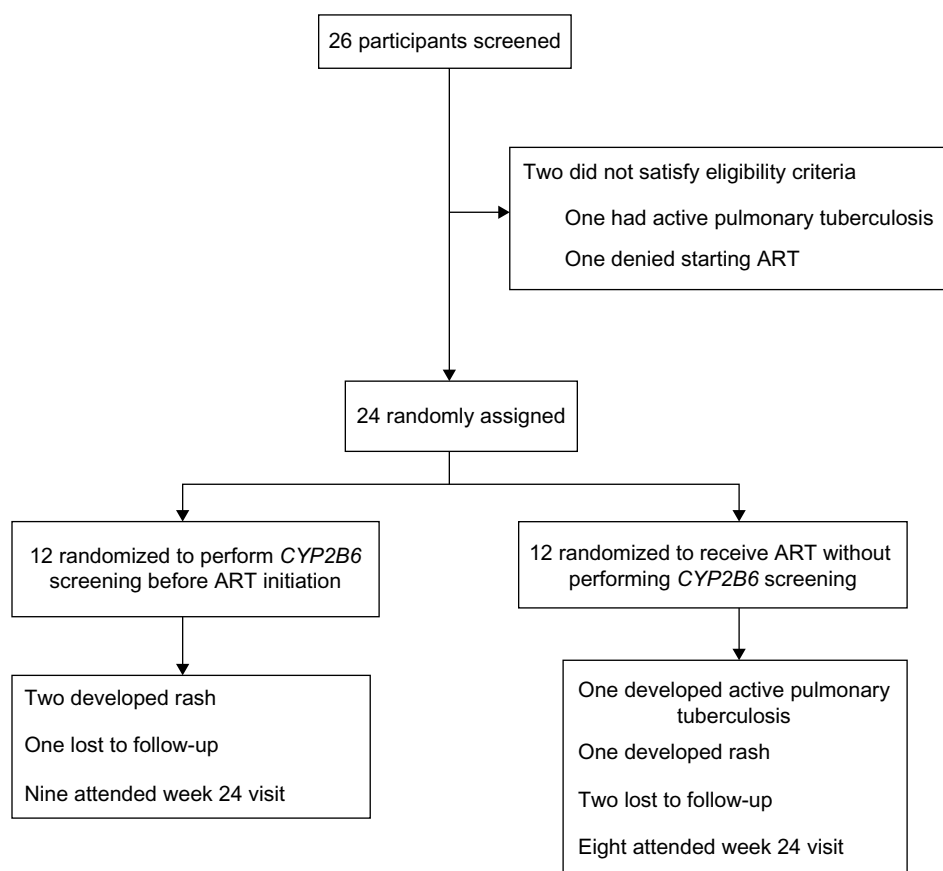 26 participants screened
Two did not satisfy eligibility criteria
One had active pulmonary tuberculosis
One denied starting ART
24 randomly assigned
12 randomized to perform CYP2B6
screening before ART initiation
12 randomized to receive ART without
performing CYP2B6 screening
Two developed rash
One lost to follow-up
Nine attended week 24 visit
One developed active pulmonary
tuberculosis
One developed rash
Two lost to follow-up
Eight attended week 24 visit